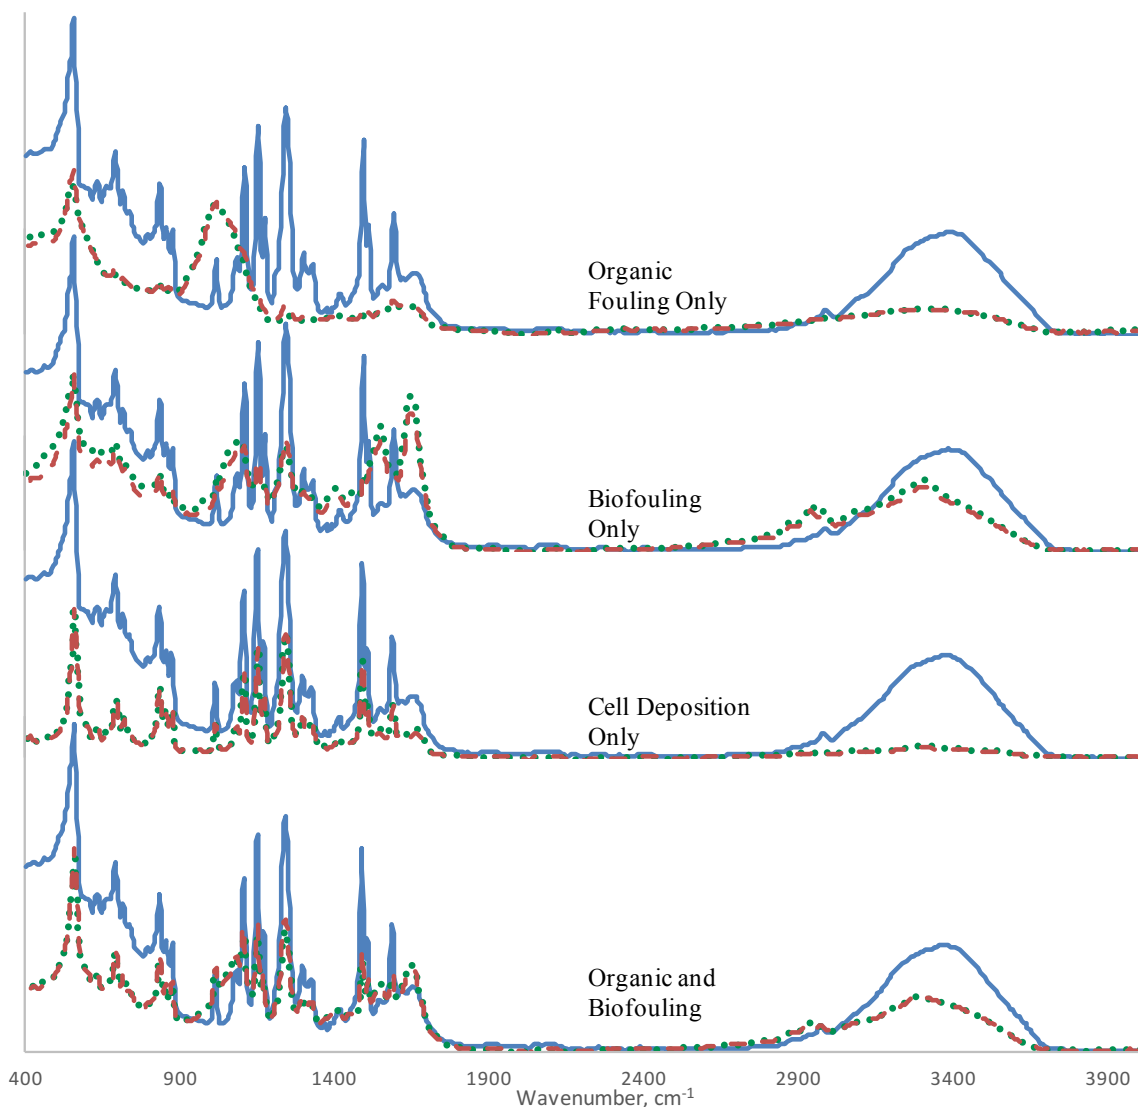 Organic
Fouling Only
Biofouling
Only
Cell Deposition
Only
Organic and
Biofouling
400 900 1400 1900 2400 2900 3400 3900
Wavenumber, cm⁻¹